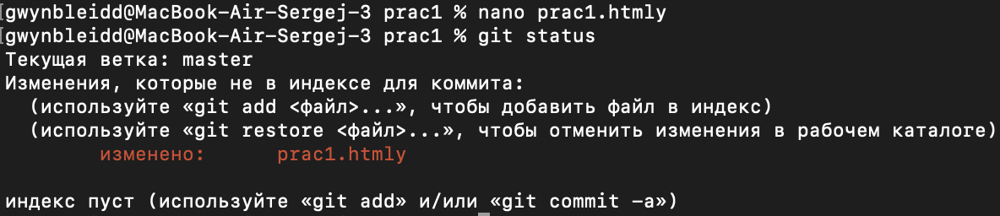 [gwynbleidd@MacBook-Air-Sergej-3 prac1 % nano prac1.htmly
[gwynbleidd@MacBook-Air-Sergej-3 prac1 % git status
Текущая ветка: master
Изменения, которые не в индексе для коммита:
  (используйте «git add <файл>...», чтобы добавить файл в индекс)
  (используйте «git restore <файл>...», чтобы отменить изменения в рабочем каталоге)
        изменено:      prac1.htmly
индекс пуст (используйте «git add» и/или «git commit -a»)